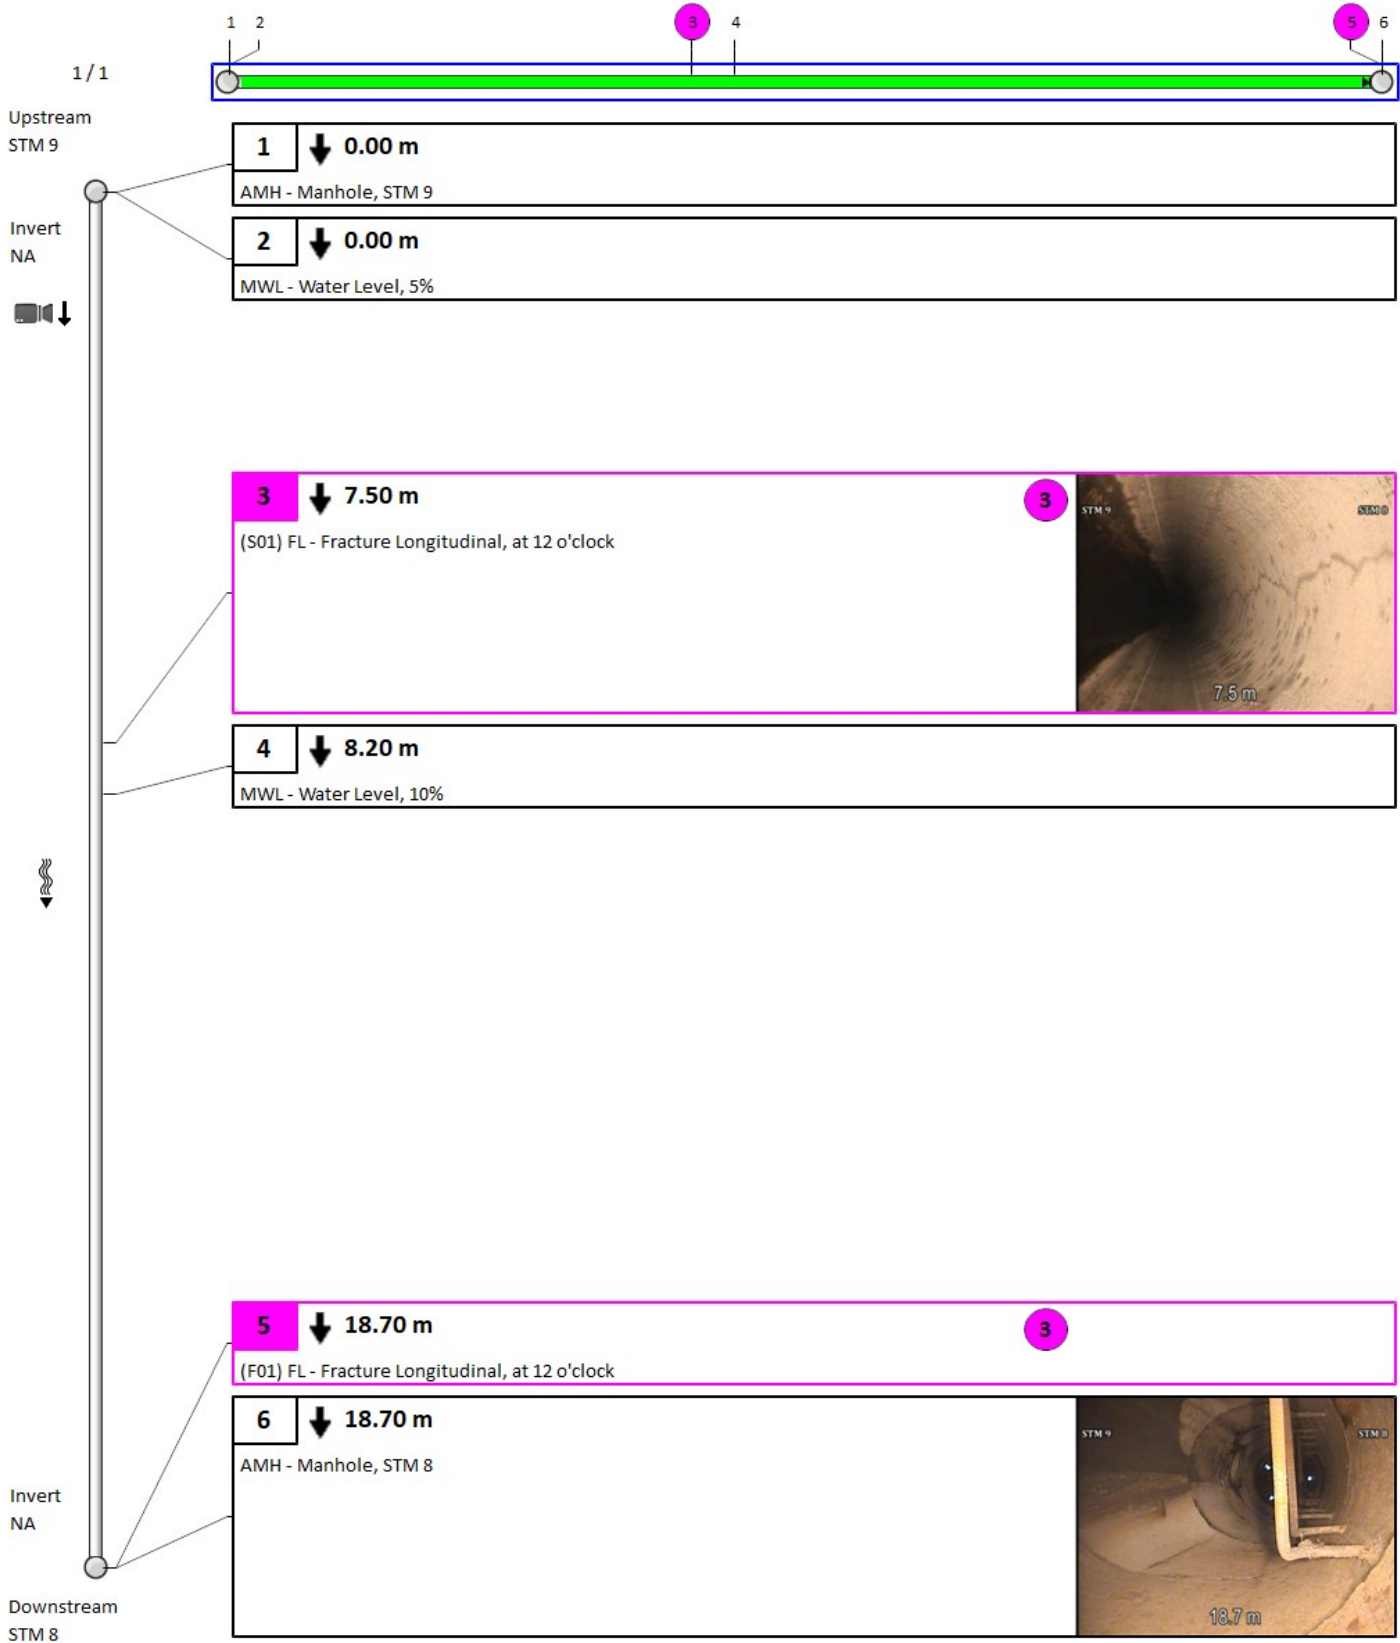 1 2 3 4 5 6
1 / 1
Upstream
STM 9
1 0.00 m
AMH - Manhole, STM 9
Invert
NA
2 0.00 m
MWL - Water Level, 5%
3 7.50 m 3
(S01) FL - Fracture Longitudinal, at 12 o'clock
STM 9 STM 8
7.5 m
4 8.20 m
MWL - Water Level, 10%
5 18.70 m 3
(F01) FL - Fracture Longitudinal, at 12 o'clock
6 18.70 m
AMH - Manhole, STM 8
STM 9 STM 8
18.7 m
Invert
NA
Downstream
STM 8